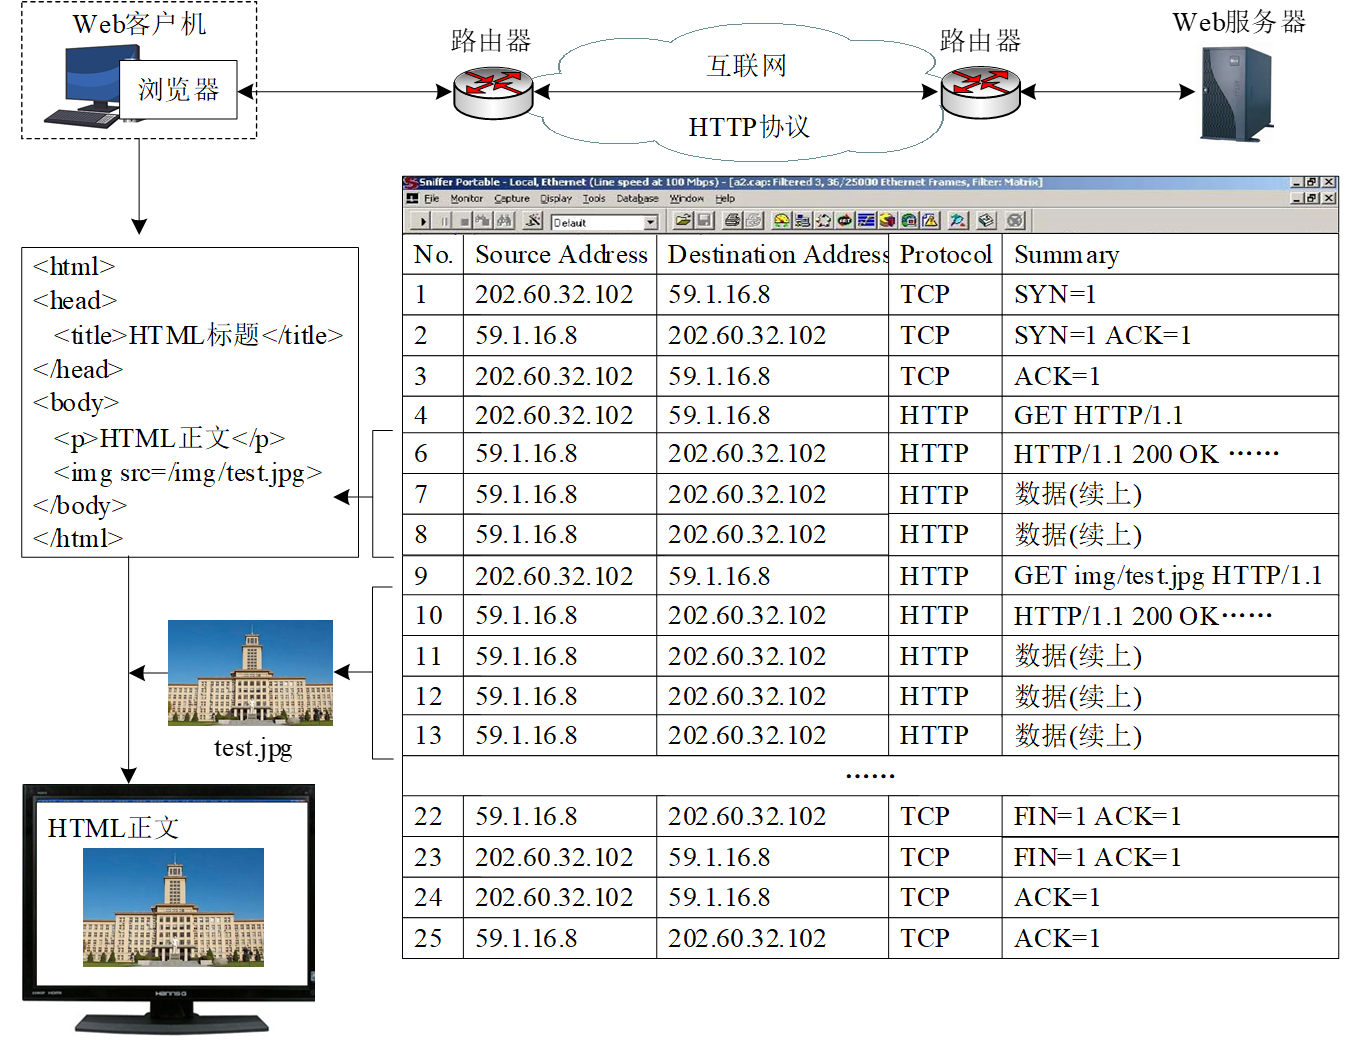 Web客户机
浏览器
路由器
互联网
HTTP协议
路由器
Web服务器
Sniffer Portable - Local, Ethernet (Line speed at 100 Mbps) - [a2.cap: Filtered 3, 36/25000 Ethernet Frames, Filter: Matrix]
File Monitor Capture Display Tools Database Window Help
Default
No. Source Address Destination Address Protocol Summary
1 202.60.32.102 59.1.16.8 TCP SYN=1
2 59.1.16.8 202.60.32.102 TCP SYN=1 ACK=1
3 202.60.32.102 59.1.16.8 TCP ACK=1
4 202.60.32.102 59.1.16.8 HTTP GET HTTP/1.1
6 59.1.16.8 202.60.32.102 HTTP HTTP/1.1 200 OK ……
7 59.1.16.8 202.60.32.102 HTTP 数据(续上)
8 59.1.16.8 202.60.32.102 HTTP 数据(续上)
9 202.60.32.102 59.1.16.8 HTTP GET img/test.jpg HTTP/1.1
10 59.1.16.8 202.60.32.102 HTTP HTTP/1.1 200 OK……
11 59.1.16.8 202.60.32.102 HTTP 数据(续上)
12 59.1.16.8 202.60.32.102 HTTP 数据(续上)
13 59.1.16.8 202.60.32.102 HTTP 数据(续上)
……
22 59.1.16.8 202.60.32.102 TCP FIN=1 ACK=1
23 202.60.32.102 59.1.16.8 TCP FIN=1 ACK=1
24 202.60.32.102 59.1.16.8 TCP ACK=1
25 59.1.16.8 202.60.32.102 TCP ACK=1
<html>
<head>
<title>HTML标题</title>
</head>
<body>
<p>HTML正文</p>
<img src=/img/test.jpg>
</body>
</html>
test.jpg
HTML正文
HANNS-G